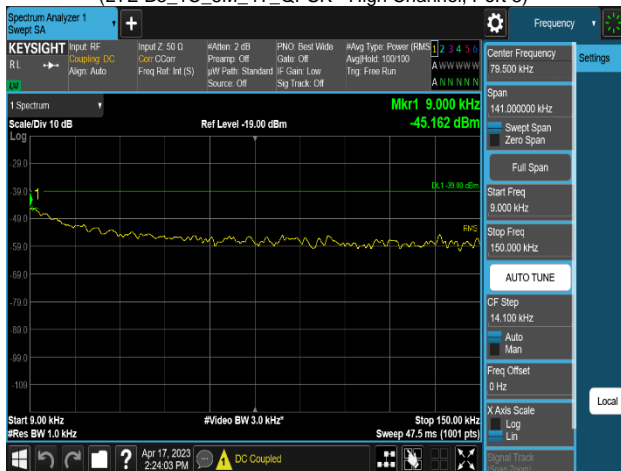 Spectrum Analyzer 1
Swept SA
+
Frequency
KEYSIGHT
RL
Input: RF
Coupling: DC
Align: Auto
Input Z: 50 Ω
Corr CCorr
Freq Ref: Int (S)
#Atten: 2 dB
Preamp: Off
µW Path: Standard
Source: Off
PNO: Best Wide
Gate: Off
IF Gain: Low
Sig Track: Off
#Avg Type: Power (RMS
Avg|Hold: 100/100
Trig: Free Run
1 2 3 4 5 6
A W W W W W
A N N N N N
1 Spectrum
Scale/Div 10 dB
Log
Ref Level -19.00 dBm
Mkr1 9.000 kHz
-45.162 dBm
DL1 -39.00 dBm
RMS
1
-29.0
-39.0
-49.0
-59.0
-69.0
-79.0
-89.0
-99.0
-109
Start 9.00 kHz
#Res BW 1.0 kHz
#Video BW 3.0 kHz*
Stop 150.00 kHz
Sweep 47.5 ms (1001 pts)
Center Frequency
79.500 kHz
Settings
Span
141.000000 kHz
Swept Span
Zero Span
Full Span
Start Freq
9.000 kHz
Stop Freq
150.000 kHz
AUTO TUNE
CF Step
14.100 kHz
Auto
Man
Freq Offset
0 Hz
X Axis Scale
Log
Lin
Local
Signal Track
(Span Zoom)
?
Apr 17, 2023
2:24:03 PM
DC Coupled